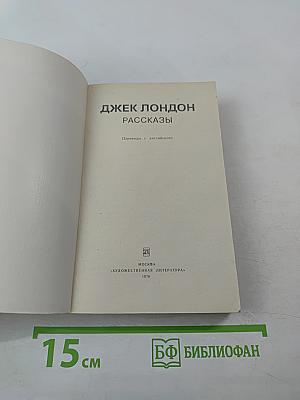 ДЖЕК ЛОНДОН
РАССКАЗЫ
Перевод с английского
МОСКВА
«ХУДОЖЕСТВЕННАЯ ЛИТЕРАТУРА»
15 см
БФ БИБЛИОФАН